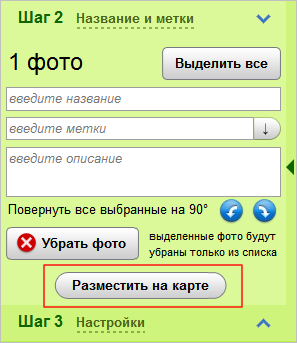 Шаг 2 Название и метки
1 фото Выделить все
введите название
введите метки ↓
введите описание
Повернуть все выбранные на 90°
Убрать фото
выделенные фото будут
убраны только из списка
Разместить на карте
Шаг 3 Настройки